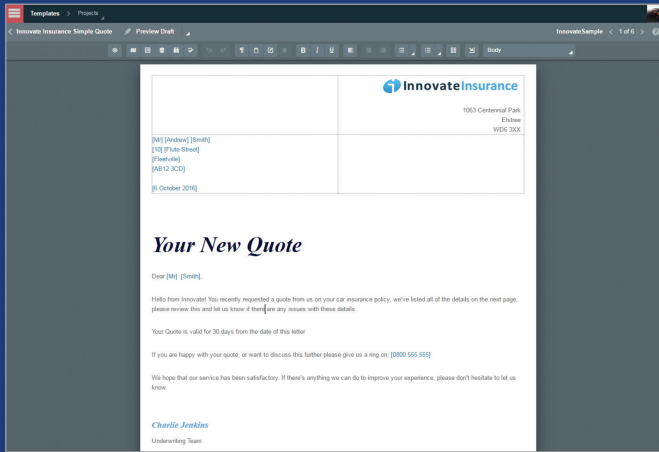 Templates > Projects
< Innovate Insurance Simple Quote Preview Draft InnovateSample < 1 of 6 > ?
B I U Body
InnovateInsurance
1063 Centennial Park
Elstree
WD6 3XX
[Mr] [Andrew] [Smith]
[10] [Flute Street]
[Fleetville]
[AB12 3CD]
[6 October 2016]
Your New Quote
Dear [Mr] [Smith],
Hello from Innovate! You recently requested a quote from us on your car insurance policy, we've listed all of the details on the next page,
please review this and let us know if there are any issues with these details.
Your Quote is valid for 30 days from the date of this letter
If you are happy with your quote, or want to discuss this further please give us a ring on: [0800 555 555]
We hope that our service has been satisfactory. If there's anything we can do to improve your experience, please don't hesitate to let us
know.
Charlie Jenkins
Underwriting Team